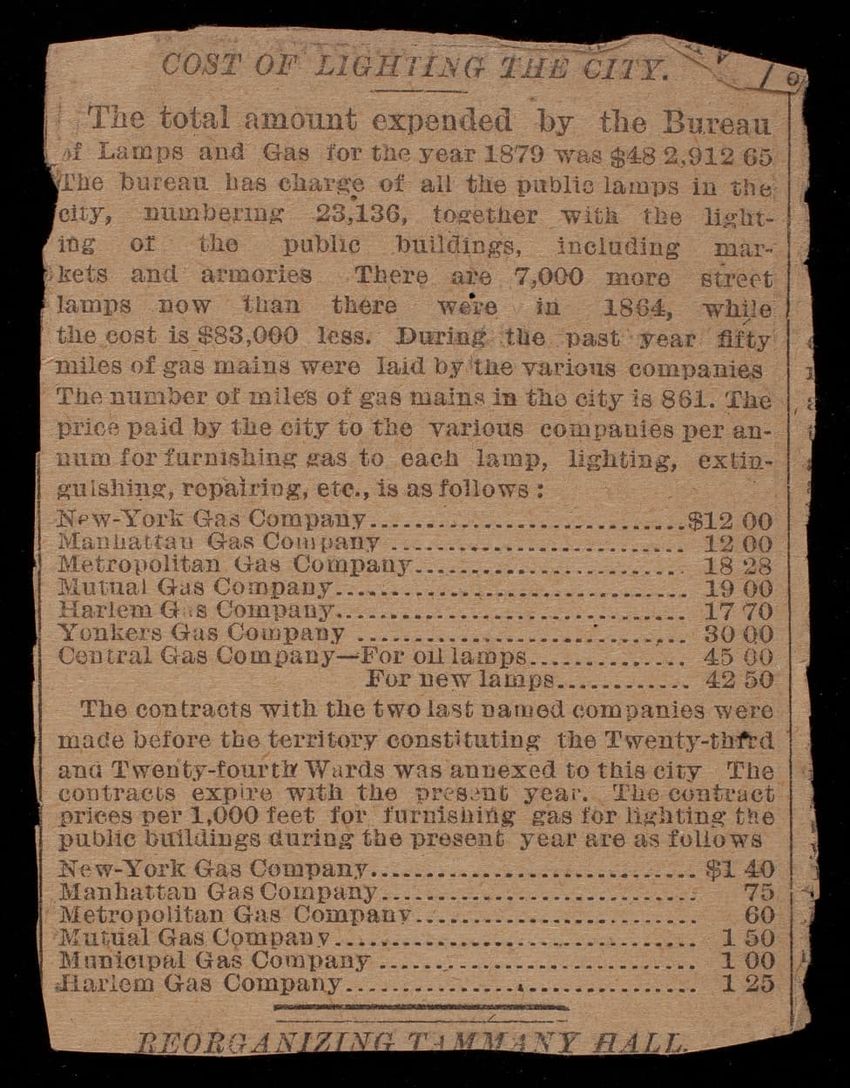 COST OF LIGHTING THE CITY.
The total amount expended by the Bureau
of Lamps and Gas for the year 1879 was $48 2,912 65
The bureau has charge of all the public lamps in the
city, numbering 23,136, together with the light-
ing of the public buildings, including mar-
kets and armories There are 7,000 more street
lamps now than there were in 1864, while
the cost is $83,000 less. During the past year fifty
miles of gas mains were laid by the various companies
The number of miles of gas mains in the city is 861. The
price paid by the city to the various companies per an-
num for furnishing gas to each lamp, lighting, extin-
guishing, repairing, etc., is as follows :
New-York Gas Company............................$12 00
Manhattan Gas Company ............................ 12 00
Metropolitan Gas Company............................ 18 28
Mutual Gas Company............................ 19 00
Harlem Gas Company............................ 17 70
Yonkers Gas Company ............................ 30 00
Central Gas Company—For oil lamps.............. 45 00
For new lamps............ 42 50
The contracts with the two last named companies were
made before the territory constituting the Twenty-third
and Twenty-fourth Wards was annexed to this city The
contracts expire with the present year. The contract
prices per 1,000 feet for furnishing gas for lighting the
public buildings during the present year are as follows
New-York Gas Company............................ $1 40
Manhattan Gas Company............................ 75
Metropolitan Gas Company............................ 60
Mutual Gas Company............................ 1 50
Municipal Gas Company ............................ 1 00
Harlem Gas Company............................ 1 25
REORGANIZING TAMMANY HALL.